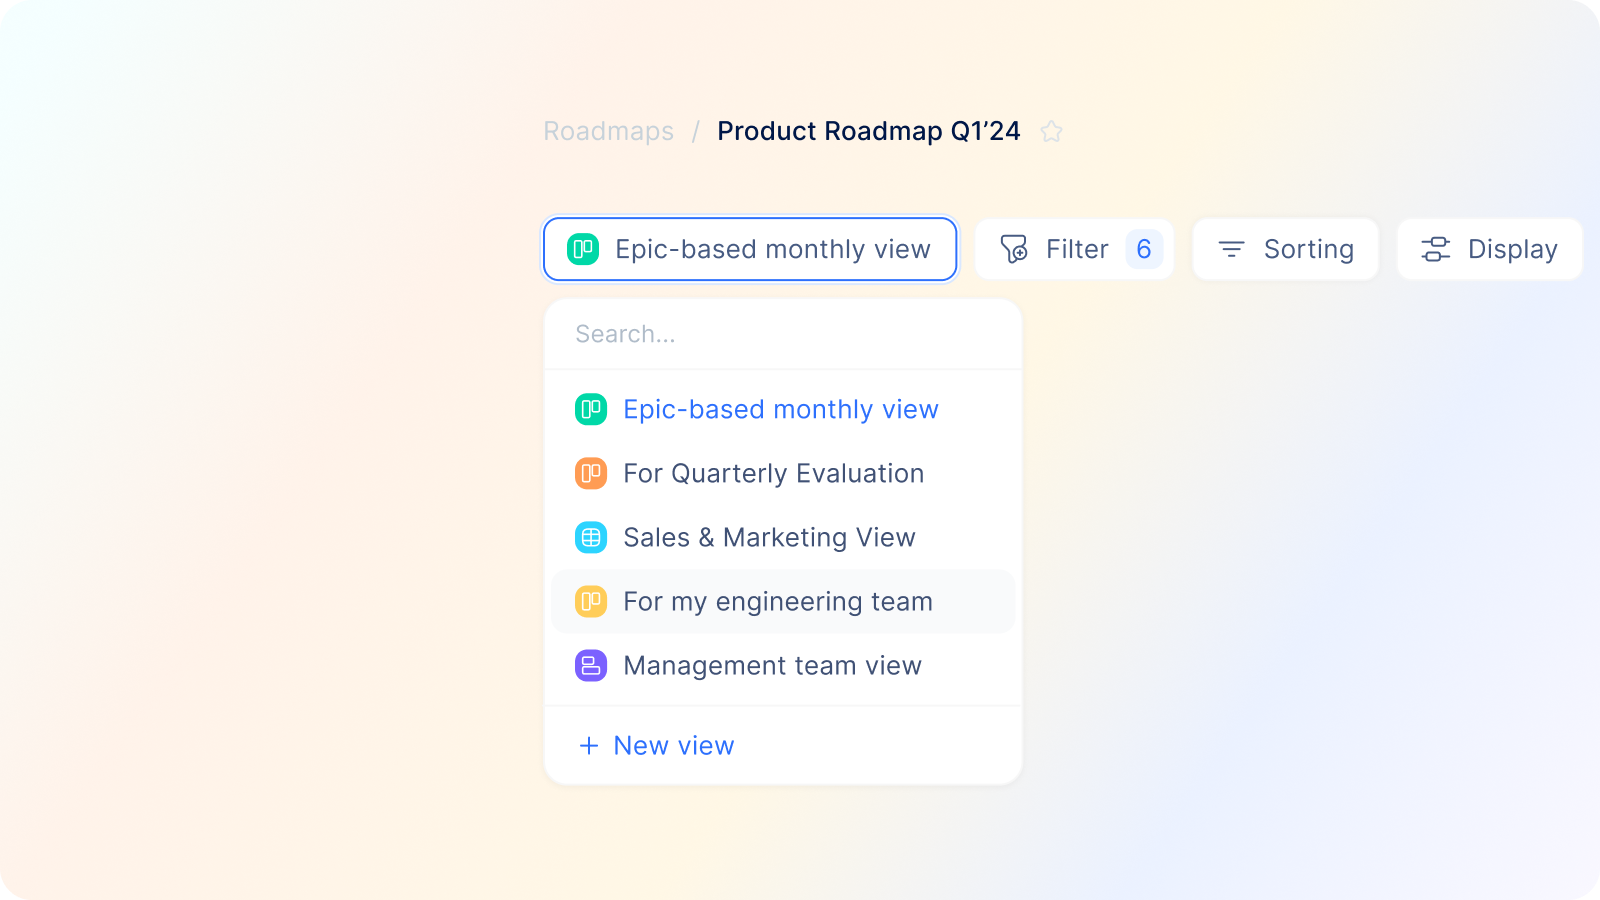 Roadmaps / Product Roadmap Q1’24
Epic-based monthly view Filter 6 Sorting Display
Search...
Epic-based monthly view
For Quarterly Evaluation
Sales & Marketing View
For my engineering team
Management team view
+ New view